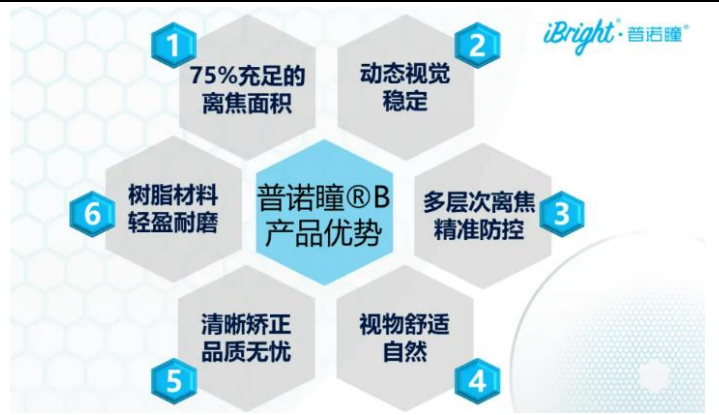 iBright®·普诺瞳®
1
75%充足的
离焦面积
2
动态视觉
稳定
3
多层次离焦
精准防控
4
视物舒适
自然
5
清晰矫正
品质无忧
6
树脂材料
轻盈耐磨
普诺瞳®B
产品优势